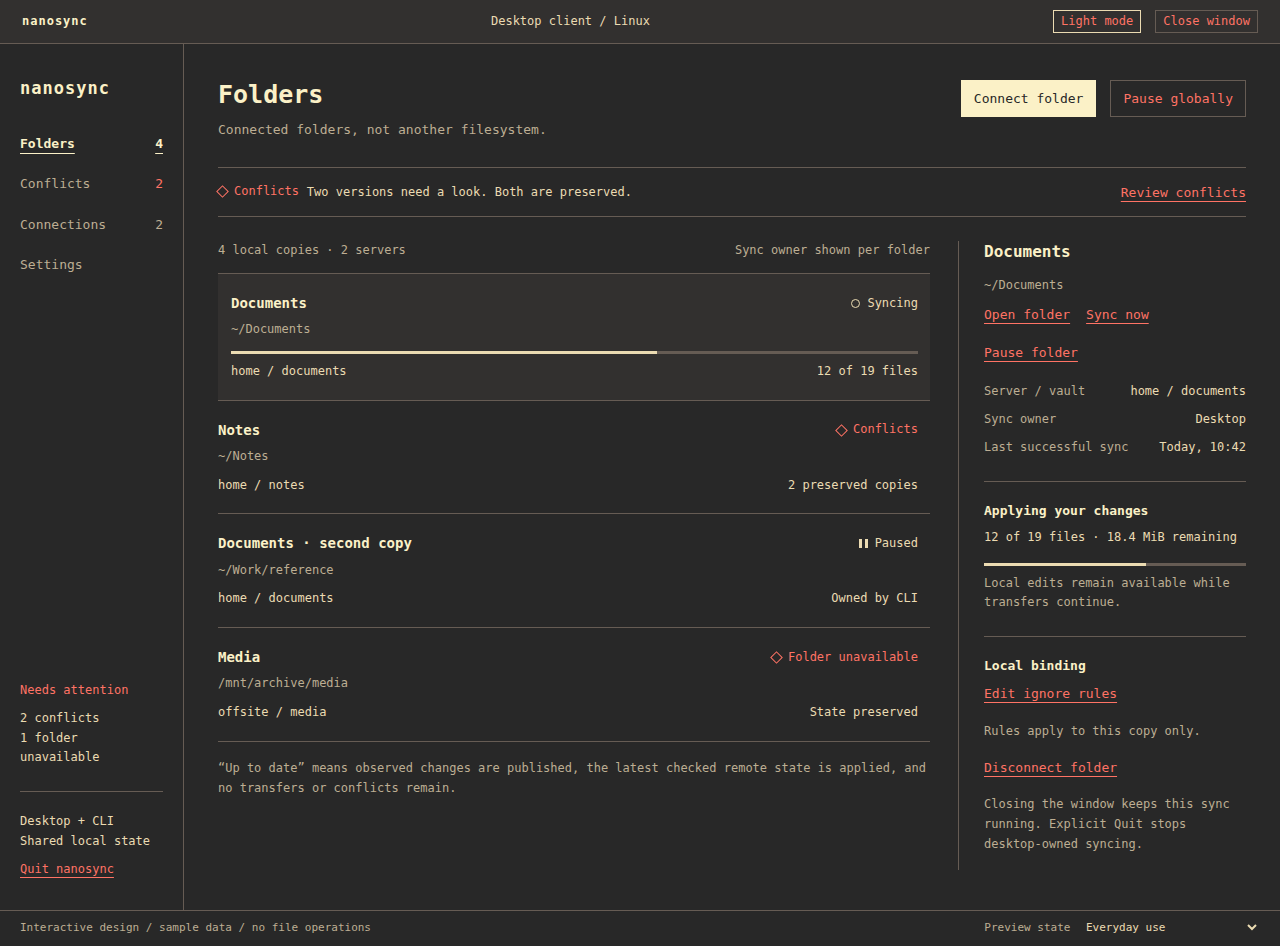 nanosync
Desktop client / Linux
Light mode
Close window
nanosync
Folders 4
Conflicts 2
Connections 2
Settings
Needs attention
2 conflicts
1 folder
unavailable
Desktop + CLI
Shared local state
Quit nanosync
Folders
Connected folders, not another filesystem.
Connect folder
Pause globally
Conflicts Two versions need a look. Both are preserved.
Review conflicts
4 local copies · 2 servers
Sync owner shown per folder
Documents
Syncing
~/Documents
home / documents
12 of 19 files
Notes
Conflicts
~/Notes
home / notes
2 preserved copies
Documents · second copy
Paused
~/Work/reference
home / documents
Owned by CLI
Media
Folder unavailable
/mnt/archive/media
offsite / media
State preserved
“Up to date” means observed changes are published, the latest checked remote state is applied, and
no transfers or conflicts remain.
Documents
~/Documents
Open folder Sync now
Pause folder
Server / vault home / documents
Sync owner Desktop
Last successful sync Today, 10:42
Applying your changes
12 of 19 files · 18.4 MiB remaining
Local edits remain available while
transfers continue.
Local binding
Edit ignore rules
Rules apply to this copy only.
Disconnect folder
Closing the window keeps this sync
running. Explicit Quit stops
desktop-owned syncing.
Interactive design / sample data / no file operations
Preview state Everyday use